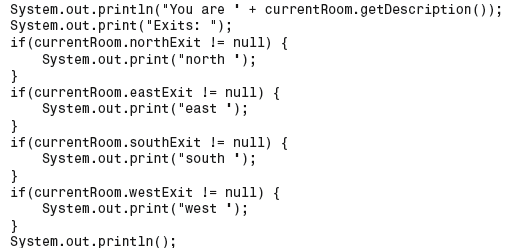 System.out.println("You are " + currentRoom.getDescription());
System.out.print("Exits: ");
if(currentRoom.northExit != null) {
    System.out.print("north ");
}
if(currentRoom.eastExit != null) {
    System.out.print("east ");
}
if(currentRoom.southExit != null) {
    System.out.print("south ");
}
if(currentRoom.westExit != null) {
    System.out.print("west ");
}
System.out.println();